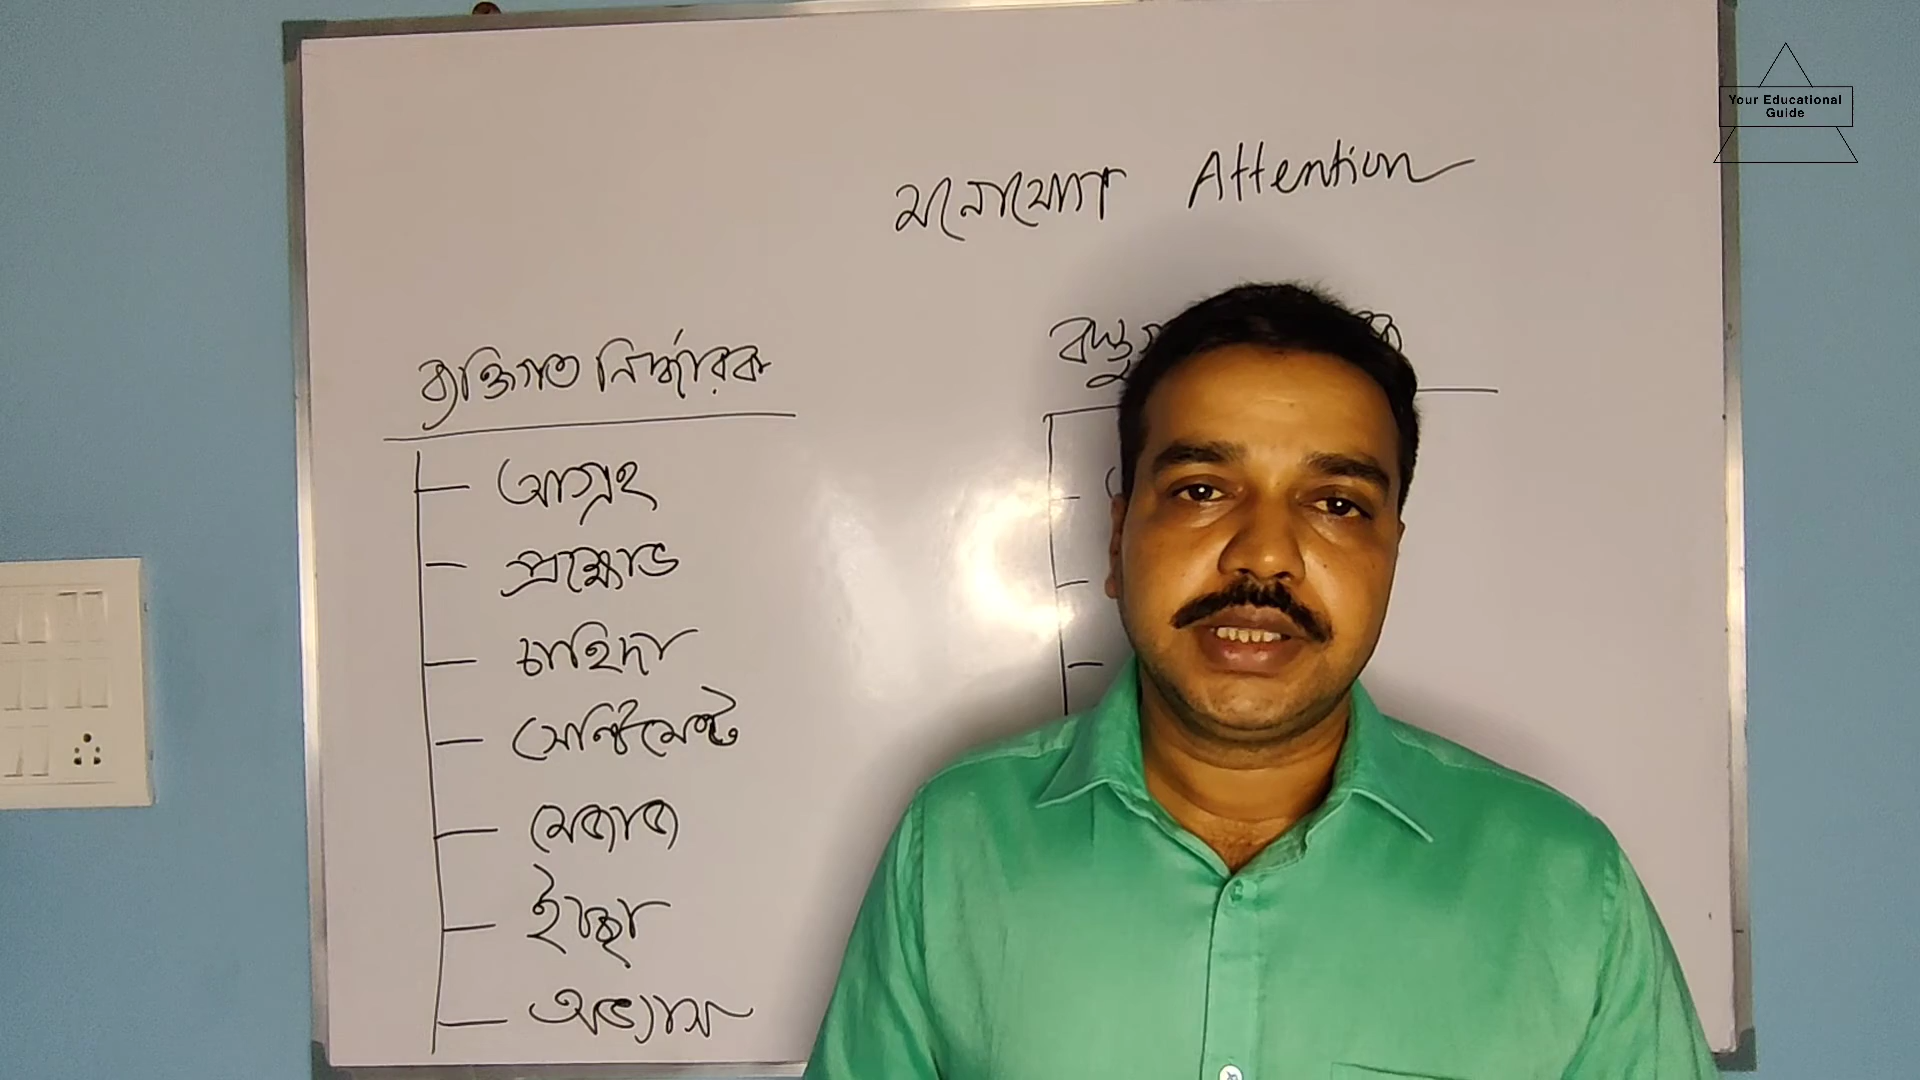 Your Educational
Guide
মনোযোগ Attention
ব্যক্তিগত নির্দ্ধারক
আগ্রহ
প্রক্ষোভ
চাহিদা
সেন্টিমেন্ট
মেজাজ
ইচ্ছা
অভ্যাস